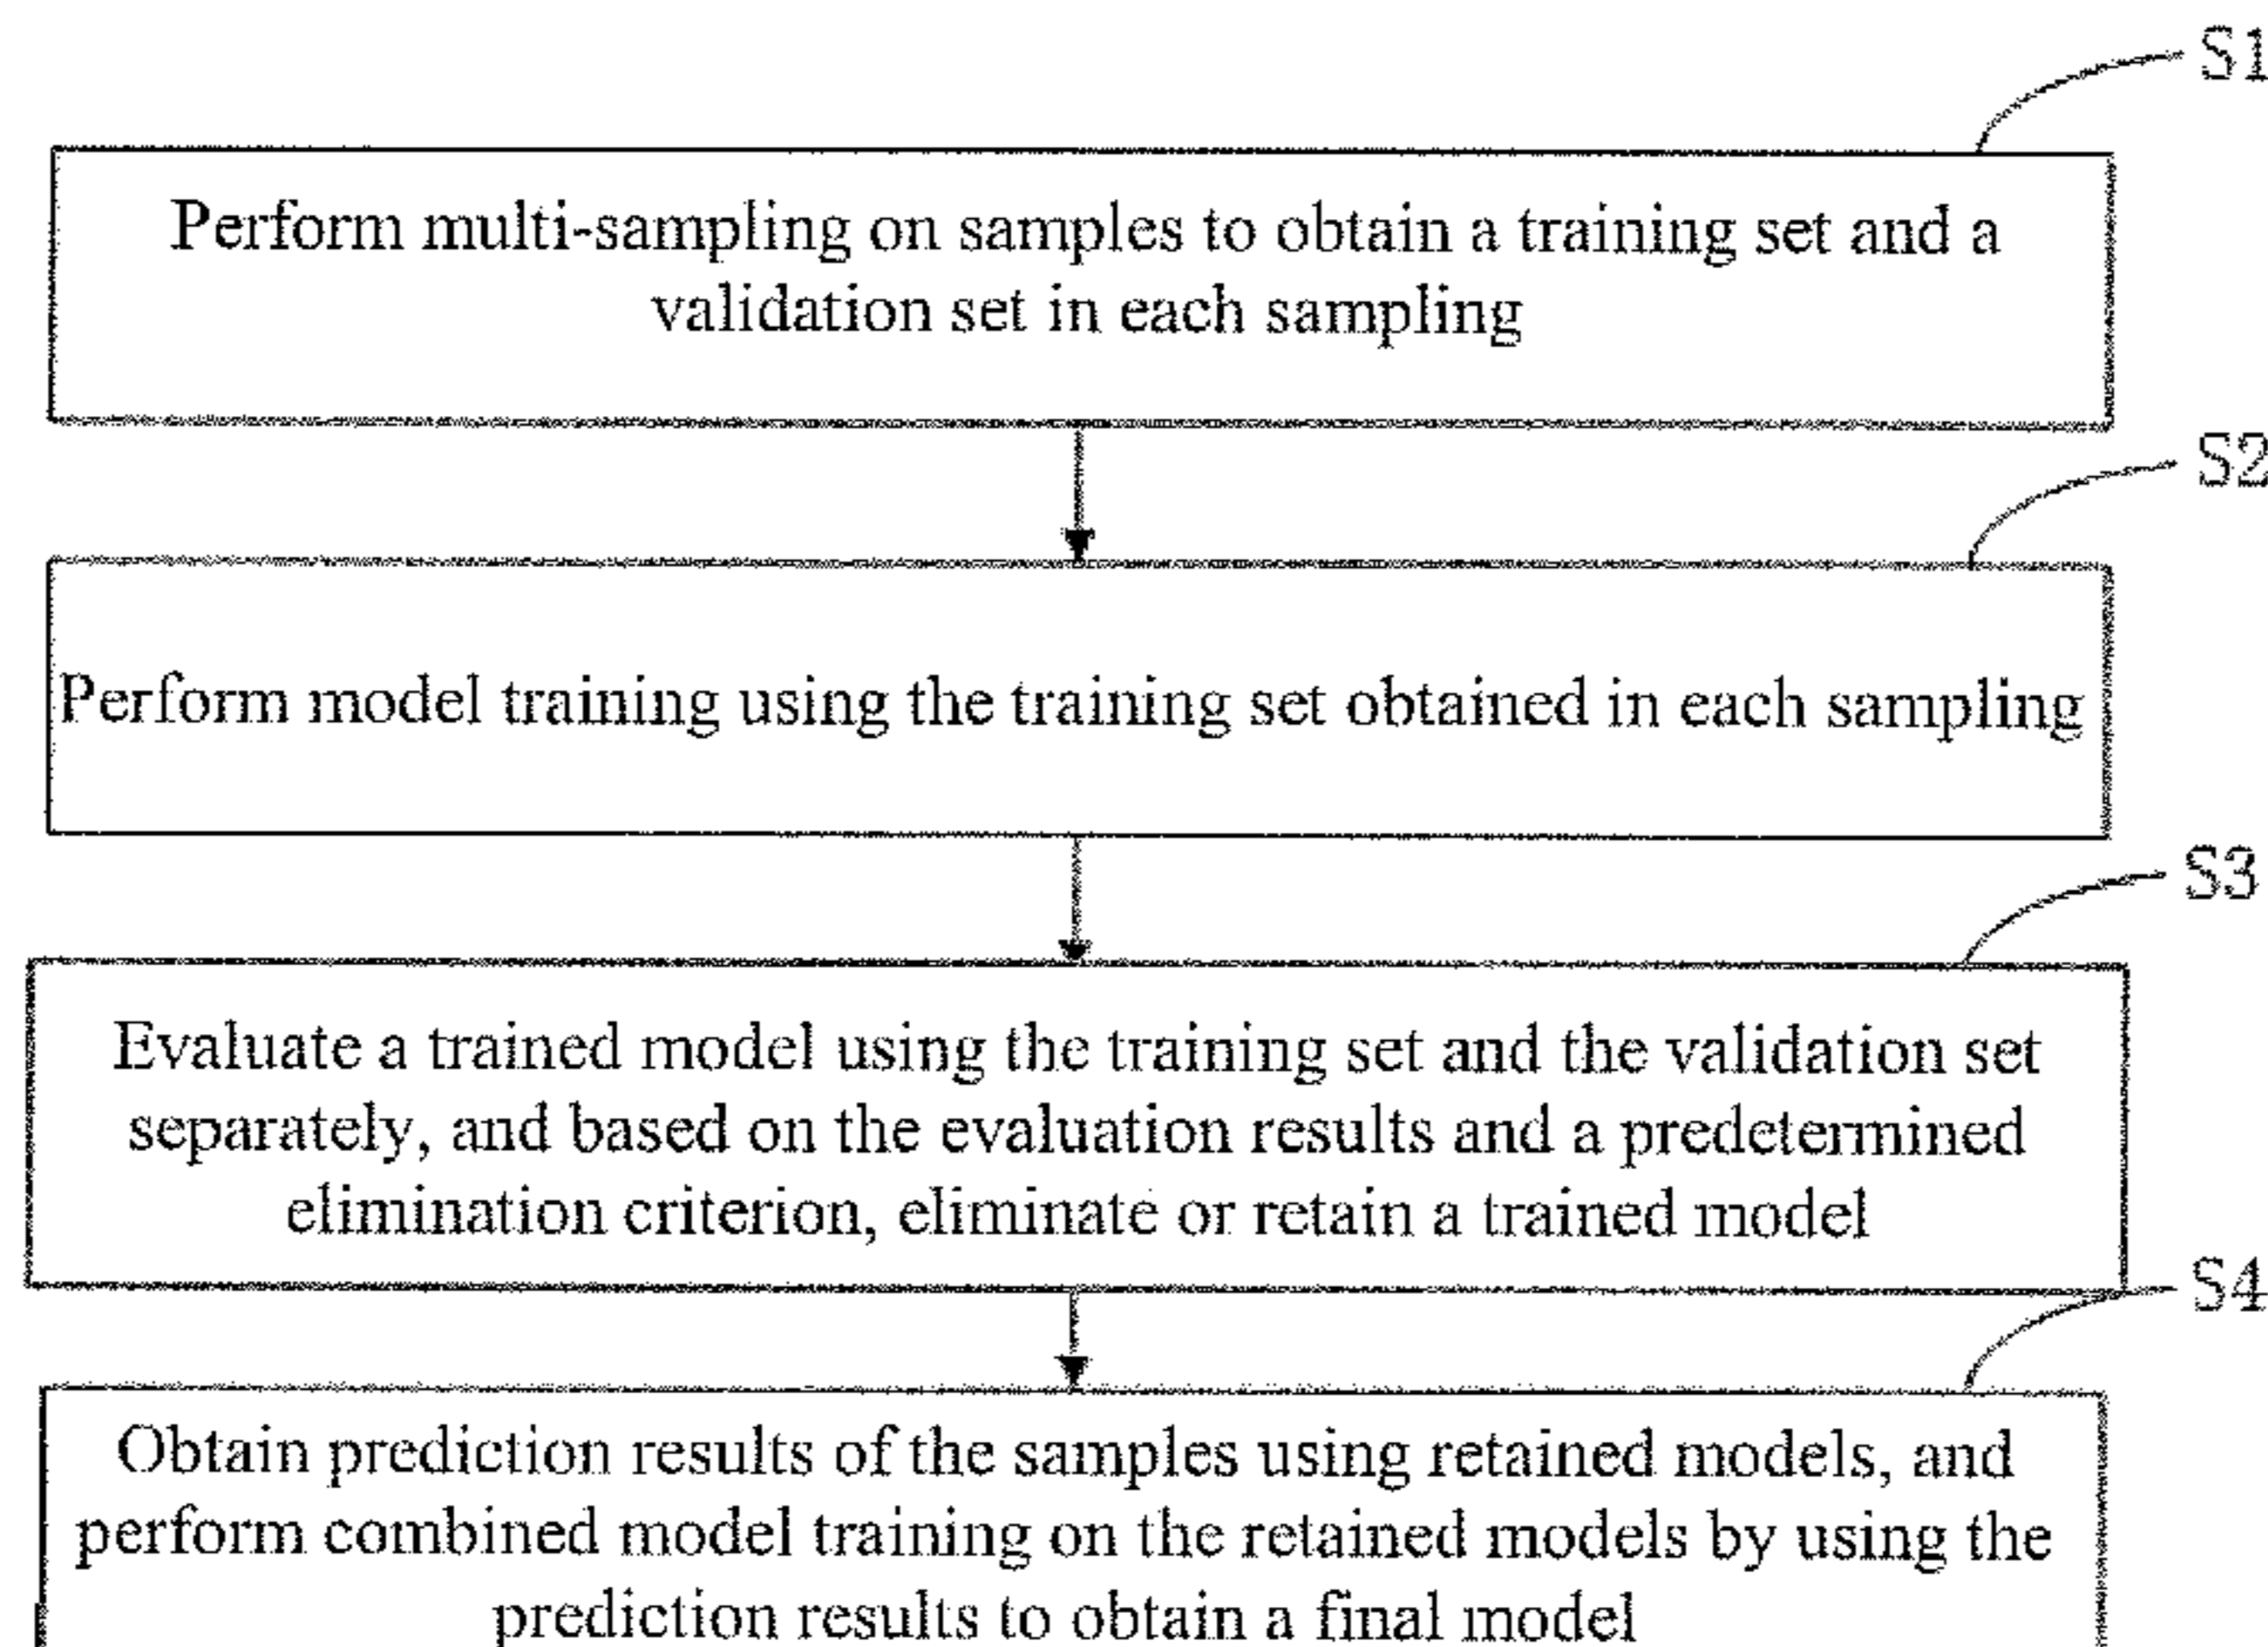 S1
Perform multi-sampling on samples to obtain a training set and a
validation set in each sampling
S2
Perform model training using the training set obtained in each sampling
S3
Evaluate a trained model using the training set and the validation set
separately, and based on the evaluation results and a predetermined
elimination criterion, eliminate or retain a trained model
S4
Obtain prediction results of the samples using retained models, and
perform combined model training on the retained models by using the
prediction results to obtain a final model